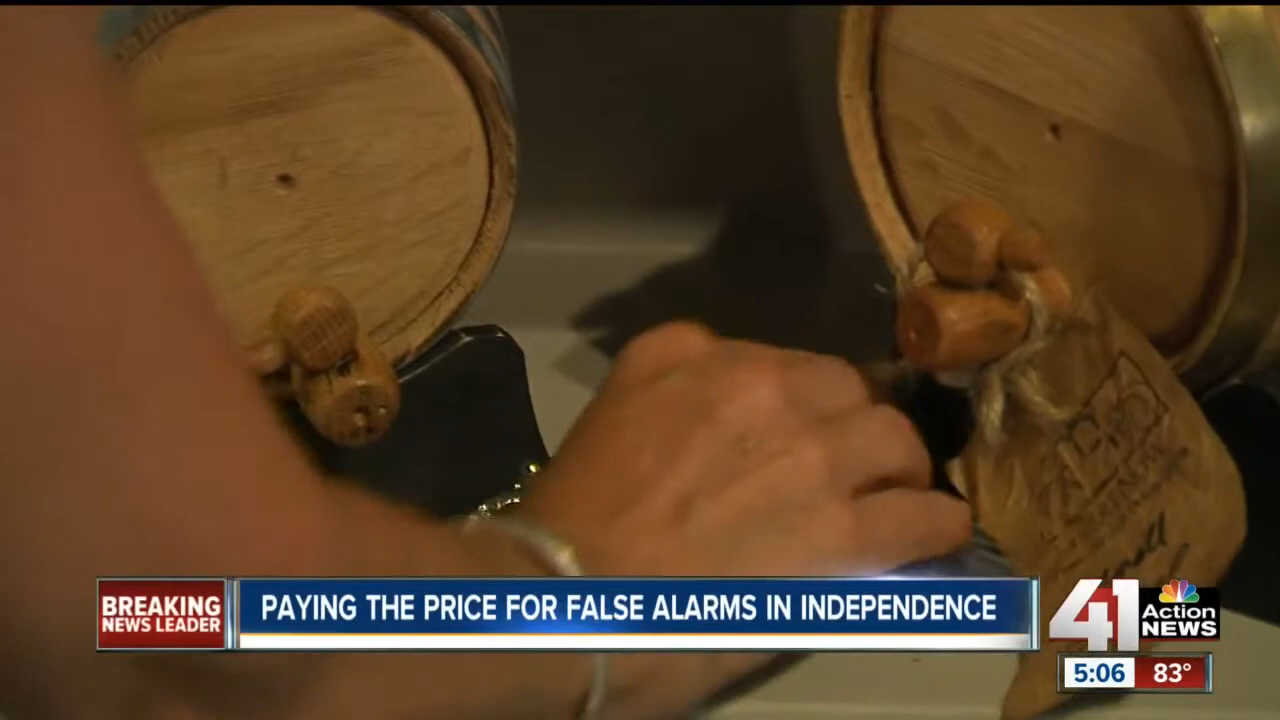 BREAKING
NEWS LEADER
PAYING THE PRICE FOR FALSE ALARMS IN INDEPENDENCE
41
Action
NEWS
5:06
83°